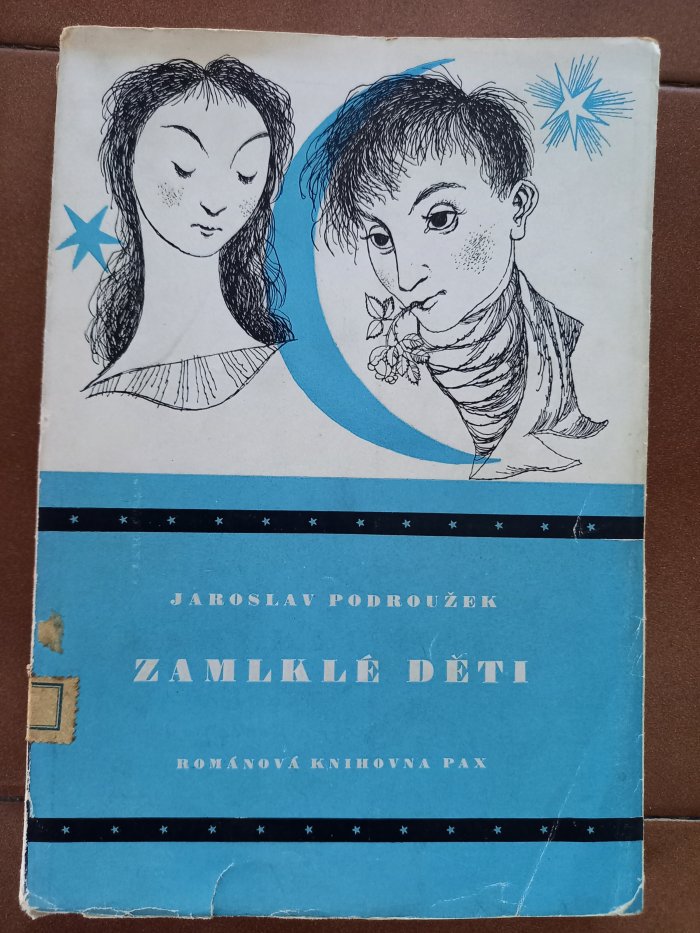 JAROSLAV PODROUŽEK
ZAMLKLÉ DĚTI
ROMÁNOVÁ KNIHOVNA PAX